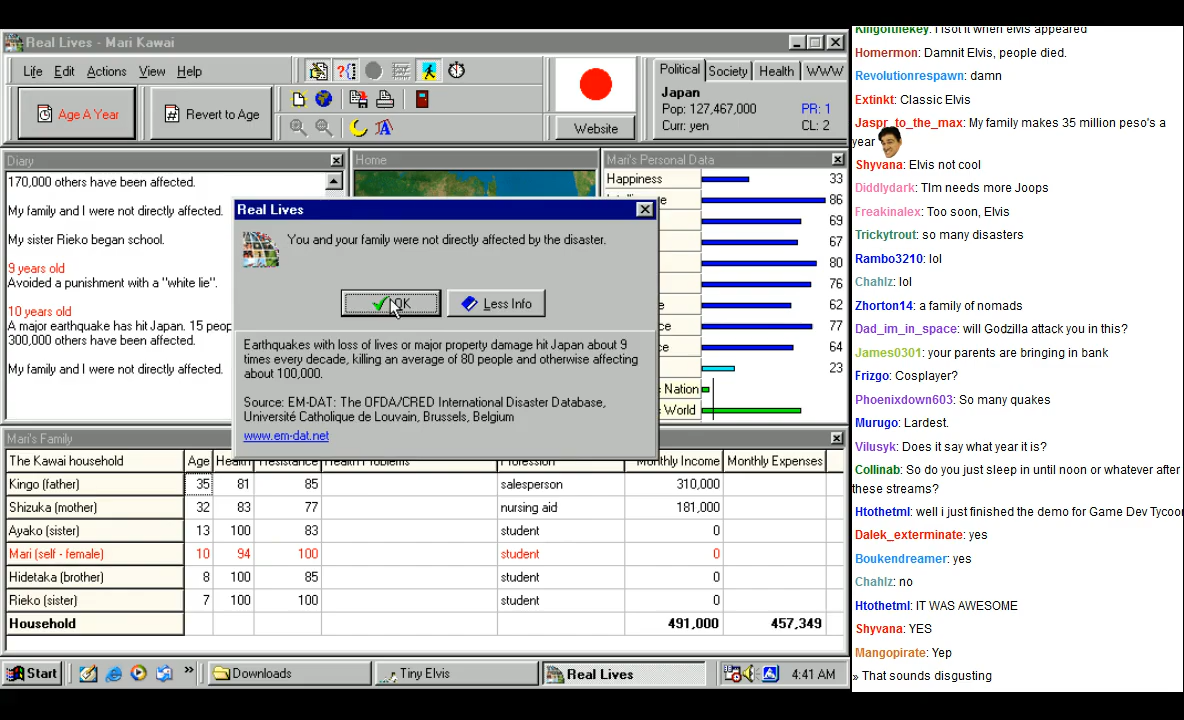 Real Lives - Mari Kawai
Life Edit Actions View Help
Age A Year
Revert to Age
Website
Political Society Health WWW
Japan
Pop: 127,467,000 PR: 1
Curr: yen CL: 2
Diary
170,000 others have been affected.
My family and I were not directly affected.
My sister Rieko began school.
9 years old
Avoided a punishment with a "white lie".
10 years old
A major earthquake has hit Japan. 15 peop
300,000 others have been affected.
My family and I were not directly affected.
Home
Mari's Personal Data
Happiness 33
86
69
67
80
76
62
77
64
23
Nation
World
Real Lives
You and your family were not directly affected by the disaster.
OK
Less Info
Earthquakes with loss of lives or major property damage hit Japan about 9
times every decade, killing an average of 80 people and otherwise affecting
about 100,000.
Source: EM-DAT: The OFDA/CRED International Disaster Database,
Université Catholique de Louvain, Brussels, Belgium
www.em-dat.net
Mari's Family
The Kawai household Age Health Resistance Health Problems Profession Monthly Income Monthly Expenses
Kingo (father) 35 81 85 salesperson 310,000
Shizuka (mother) 32 83 77 nursing aid 181,000
Ayako (sister) 13 100 83 student 0
Mari (self - female) 10 94 100 student 0
Hidetaka (brother) 8 100 85 student 0
Rieko (sister) 7 100 100 student 0
Household 491,000 457,349
Start
Downloads
Tiny Elvis
Real Lives
4:41 AM
Kingofthekey: I lsot it when elvis appeared
Homermon: Damnit Elvis, people died.
Revolutionrespawn: damn
Extinkt: Classic Elvis
Jaspr_to_the_max: My family makes 35 million peso's a
year
Shyvana: Elvis not cool
Diddlydark: TIm needs more Joops
Freakinalex: Too soon, Elvis
Trickytrout: so many disasters
Rambo3210: lol
Chahlz: lol
Zhorton14: a family of nomads
Dad_im_in_space: will Godzilla attack you in this?
James0301: your parents are bringing in bank
Frizgo: Cosplayer?
Phoenixdown603: So many quakes
Murugo: Lardest.
Vilusyk: Does it say what year it is?
Collinab: So do you just sleep in until noon or whatever after
these streams?
Htothetml: well i just finished the demo for Game Dev Tycoon
Dalek_exterminate: yes
Boukendreamer: yes
Chahlz: no
Htothetml: IT WAS AWESOME
Shyvana: YES
Mangopirate: Yep
» That sounds disgusting